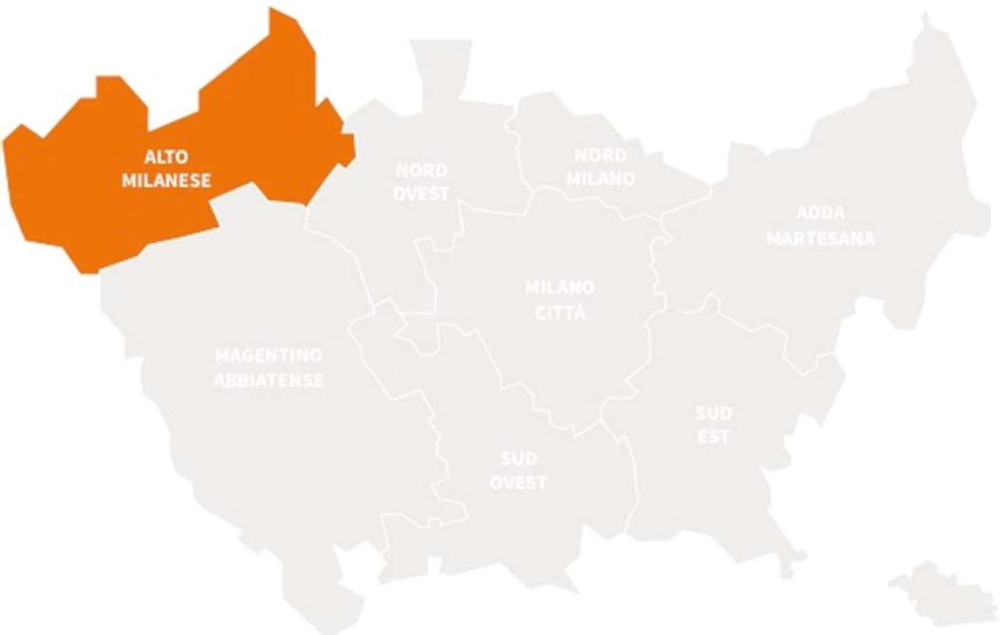 ALTO
MILANESE
NORD
OVEST
NORD
MILANO
ADDA
MARTESANA
MILANO
CITTÀ
MAGENTINO
ABBIATENSE
SUD
EST
SUD
OVEST